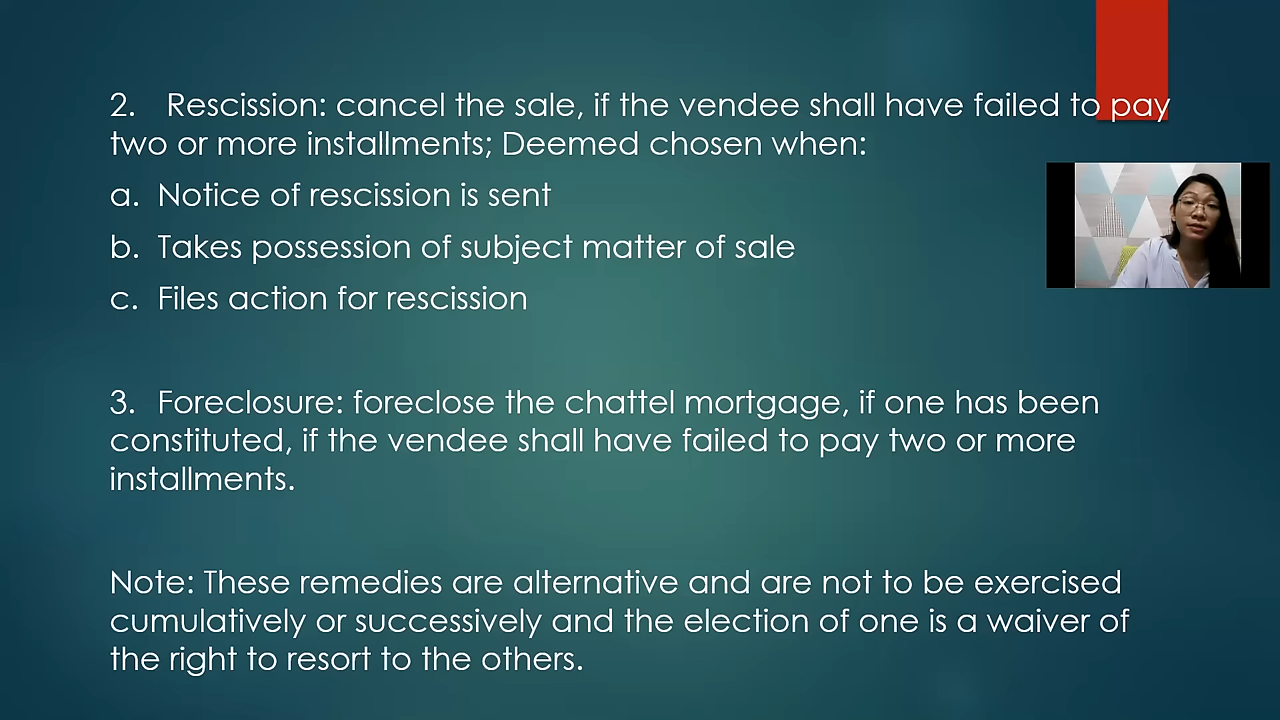 2. Rescission: cancel the sale, if the vendee shall have failed to pay
two or more installments; Deemed chosen when:
a. Notice of rescission is sent
b. Takes possession of subject matter of sale
c. Files action for rescission
3. Foreclosure: foreclose the chattel mortgage, if one has been
constituted, if the vendee shall have failed to pay two or more
installments.
Note: These remedies are alternative and are not to be exercised
cumulatively or successively and the election of one is a waiver of
the right to resort to the others.